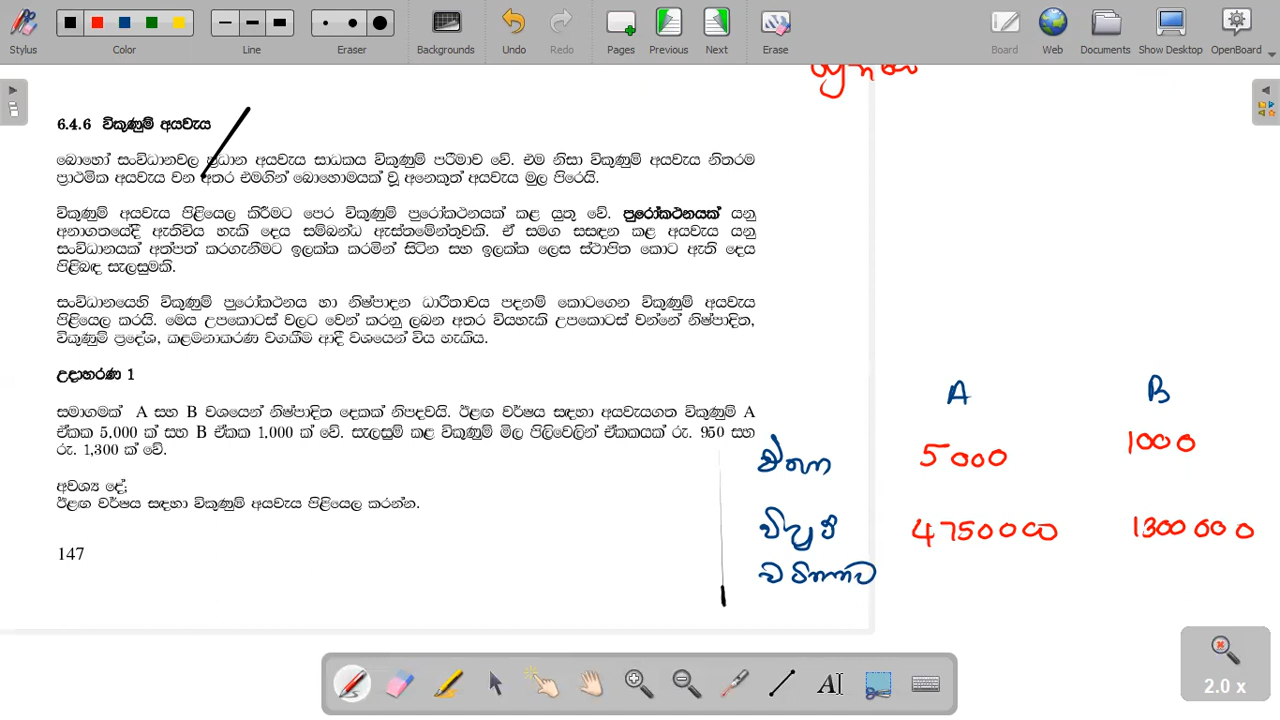 Stylus
Color
Line
Eraser
Backgrounds
Undo
Redo
Pages
Previous
Next
Erase
Board
Web
Documents
Show Desktop
OpenBoard
6.4.6 විකුණුම් අයවැය
බොහෝ සංවිධානවල ප්‍රධාන අයවැය සාධකය විකුණුම් පරිමාව වේ. එම නිසා විකුණුම් අයවැය නිතරම
ප්‍රාථමික අයවැය වන අතර එමගින් බොහොමයක් වූ අනෙකුත් අයවැය මුල පිරෙයි.
විකුණුම් අයවැය පිළියෙල කිරීමට පෙර විකුණුම් පුරෝකථනයක් කළ යුතු වේ. පුරෝකථනයක් යනු
අනාගතයේදී ඇතිවිය හැකි දෙය සම්බන්ධ ඇස්තමේන්තුවකි. ඒ සමග සසඳන කළ අයවැය යනු
සංවිධානයක් අත්පත් කරගැනීමට ඉලක්ක කරමින් සිටින සහ ඉලක්ක ලෙස ස්ථාපිත කොට ඇති දෙය
පිළිබඳ සැලසුමකි.
සංවිධානයෙහි විකුණුම් පුරෝකථනය හා නිෂ්පාදන ධාරිතාවය පදනම් කොටගෙන විකුණුම් අයවැය
පිළියෙල කරයි. මෙය උපකොටස් වලට වෙන් කරනු ලබන අතර වියහැකි උපකොටස් වන්නේ නිෂ්පාදිත,
විකුණුම් ප්‍රදේශ, කළමනාකරණ වගකීම් ආදී වශයෙන් විය හැකිය.
උදාහරණ 1
සමාගමක් A සහ B වශයෙන් නිෂ්පාදිත දෙකක් නිපදවයි. ඊළඟ වර්ෂය සඳහා අයවැයගත විකුණුම් A
ඒකක 5,000 ක් සහ B ඒකක 1,000 ක් වේ. සැලසුම් කළ විකුණුම් මිල පිලිවෙලින් ඒකකයක් රු. 950 සහ
රු. 1,300 ක් වේ.
අවශ්‍ය දේ;
ඊළඟ වර්ෂය සඳහා විකුණුම් අයවැය පිළියෙල කරන්න.
147
A B
5000 1000
4750000 1300000
2.0 x